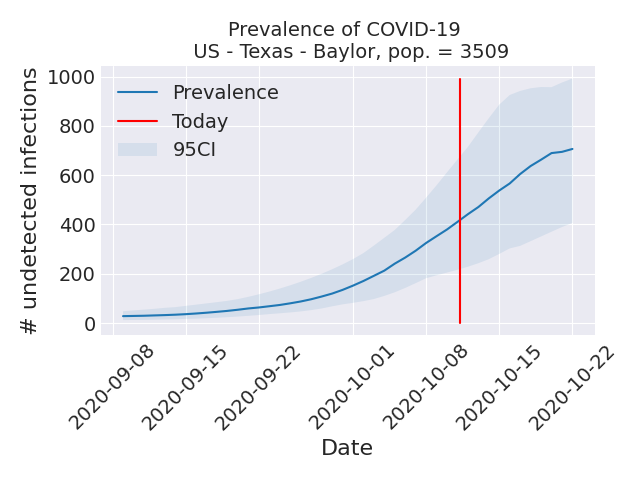 Prevalence of COVID-19
US - Texas - Baylor, pop. = 3509
# undetected infections
1000
800
600
400
200
0
Prevalence
Today
95CI
2020-09-08
2020-09-15
2020-09-22
2020-10-01
2020-10-08
2020-10-15
2020-10-22
Date